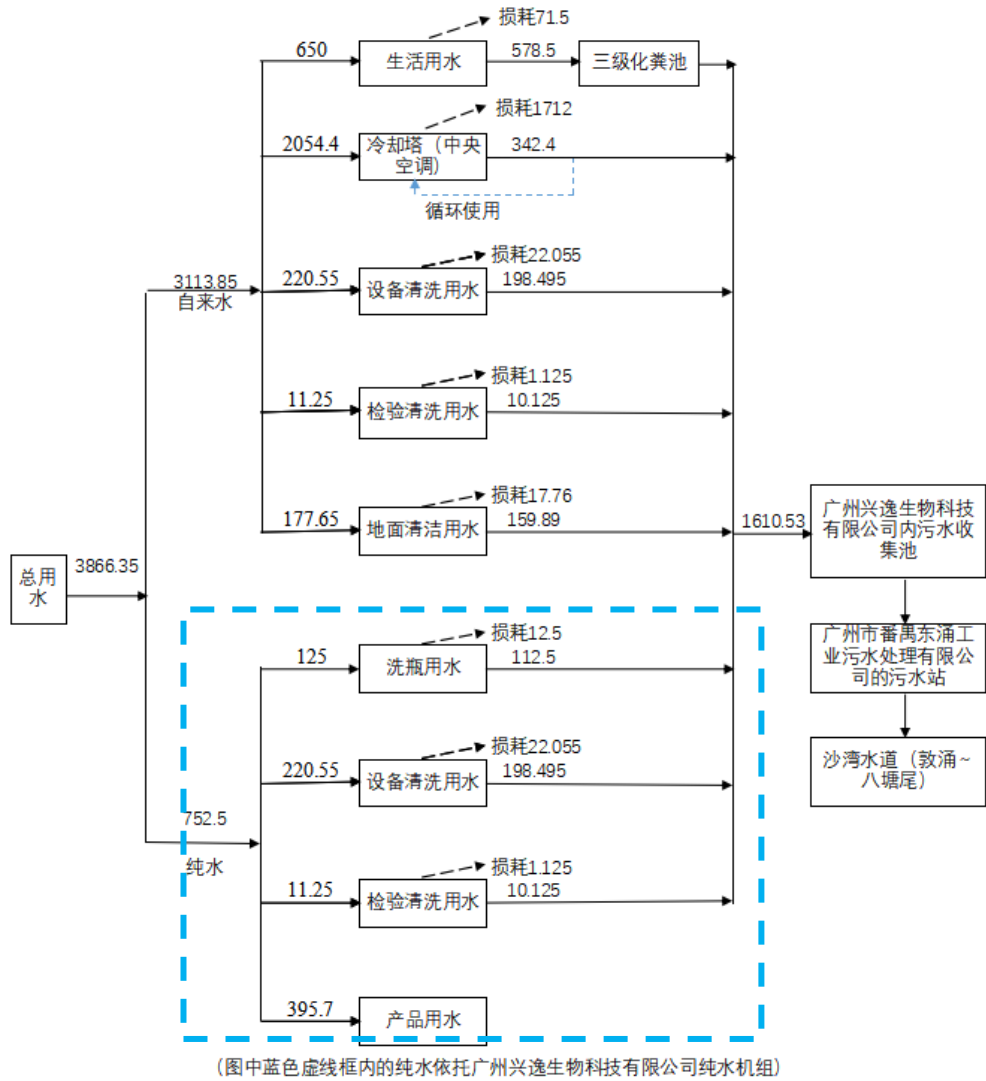 损耗71.5
650
生活用水
578.5
三级化粪池
损耗1712
2054.4
冷却塔（中央
空调）
342.4
循环使用
损耗22.055
3113.85
自来水
220.55
设备清洗用水
198.495
损耗1.125
11.25
检验清洗用水
10.125
损耗17.76
177.65
地面清洁用水
159.89
1610.53
广州兴逸生物科技
有限公司内污水收
集池
总用
水
3866.35
损耗12.5
125
洗瓶用水
112.5
广州市番禺东涌工
业污水处理有限公
司的污水站
损耗22.055
220.55
设备清洗用水
198.495
沙湾水道（敦涌~
八塘尾）
752.5
纯水
损耗1.125
11.25
检验清洗用水
10.125
395.7
产品用水
（图中蓝色虚线框内的纯水依托广州兴逸生物科技有限公司纯水机组）